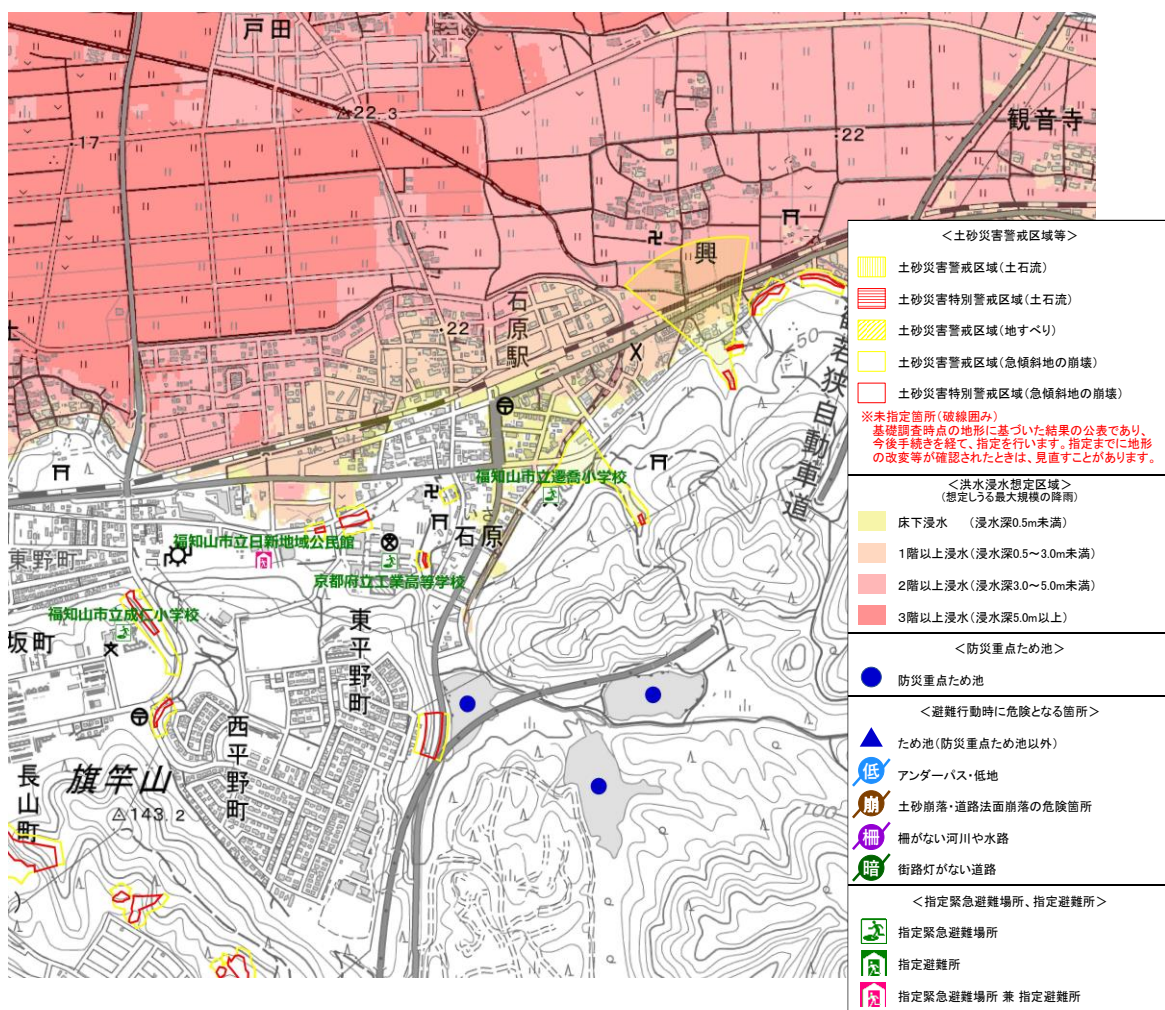 戸田
22.3
17
22
観音寺
興
石原駅
22
50
舞鶴若狭自動車道
福知山市立遷喬小学校
いさ
石原
福知山市立日新地域公民館
京都府立工業高等学校
東野町
福知山市立成仁小学校
坂町
東平野町
西平野町
長山町
旗竿山
143.2
100
<土砂災害警戒区域等>
土砂災害警戒区域(土石流)
土砂災害特別警戒区域(土石流)
土砂災害警戒区域(地すべり)
土砂災害警戒区域(急傾斜地の崩壊)
土砂災害特別警戒区域(急傾斜地の崩壊)
※未指定箇所(破線囲み)
基礎調査時点の地形に基づいた結果の公表であり、
今後手続きを経て、指定を行います。指定までに地形
の改変等が確認されたときは、見直すことがあります。
<洪水浸水想定区域>
(想定しうる最大規模の降雨)
床下浸水 (浸水深0.5m未満)
1階以上浸水(浸水深0.5~3.0m未満)
2階以上浸水(浸水深3.0~5.0m未満)
3階以上浸水(浸水深5.0m以上)
<防災重点ため池>
防災重点ため池
<避難行動時に危険となる箇所>
ため池(防災重点ため池以外)
低 アンダーパス・低地
崩 土砂崩落・道路法面崩落の危険箇所
柵 柵がない河川や水路
暗 街路灯がない道路
<指定緊急避難場所、指定避難所>
指定緊急避難場所
指定避難所
指定緊急避難場所 兼 指定避難所